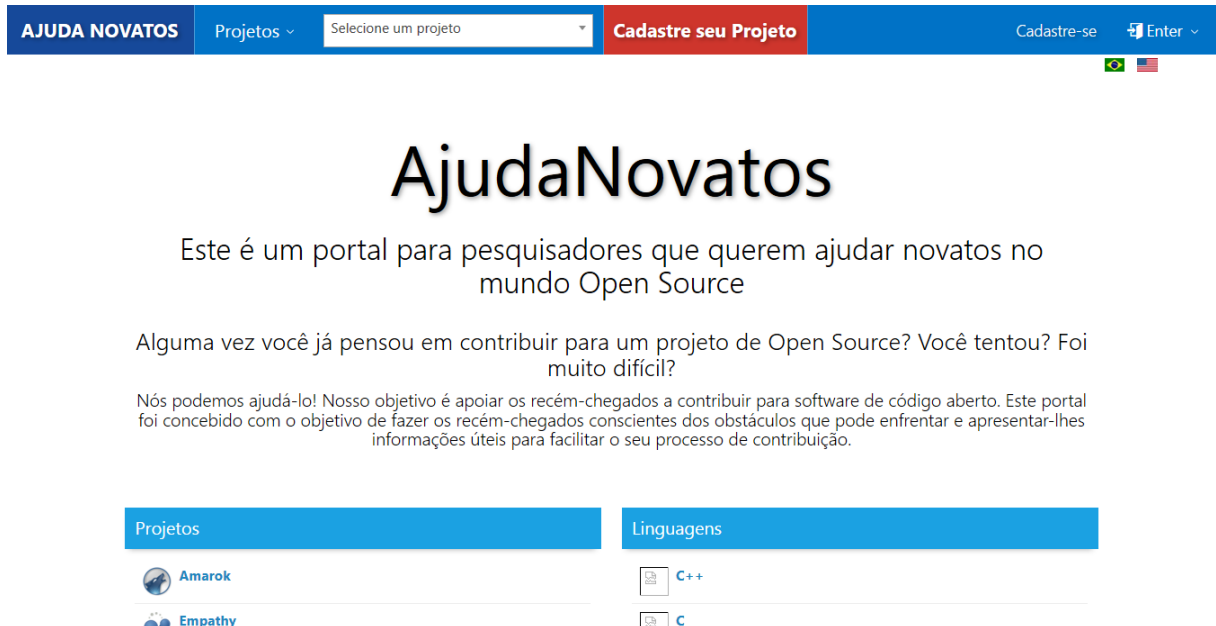 AJUDA NOVATOS
Projetos
Selecione um projeto
Cadastre seu Projeto
Cadastre-se
Enter
AjudaNovatos
Este é um portal para pesquisadores que querem ajudar novatos no
mundo Open Source
Alguma vez você já pensou em contribuir para um projeto de Open Source? Você tentou? Foi
muito difícil?
Nós podemos ajudá-lo! Nosso objetivo é apoiar os recém-chegados a contribuir para software de código aberto. Este portal
foi concebido com o objetivo de fazer os recém-chegados conscientes dos obstáculos que pode enfrentar e apresentar-lhes
informações úteis para facilitar o seu processo de contribuição.
Projetos
Amarok
Empathy
Linguagens
C++
C